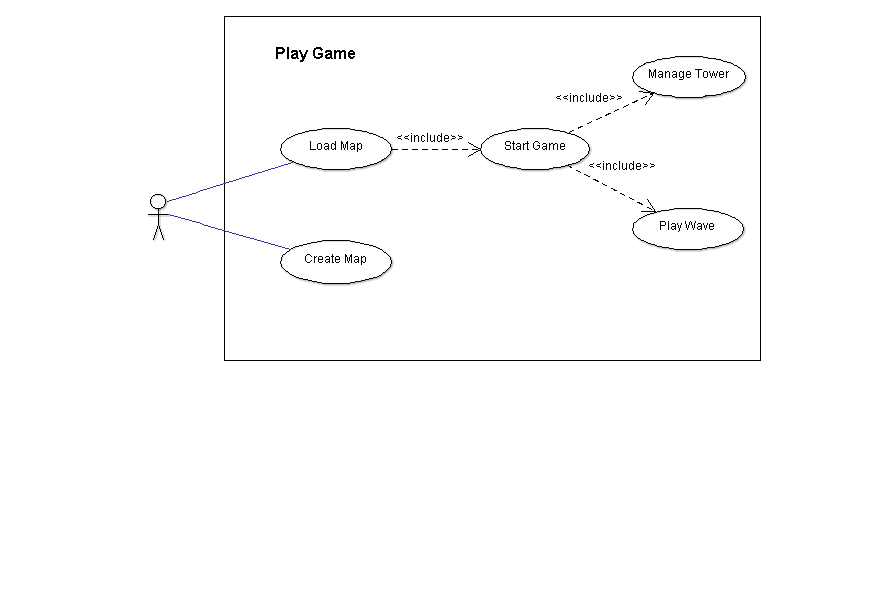 Play Game
Manage Tower
<<include>>
Load Map
<<include>>
Start Game
<<include>>
Play Wave
Create Map